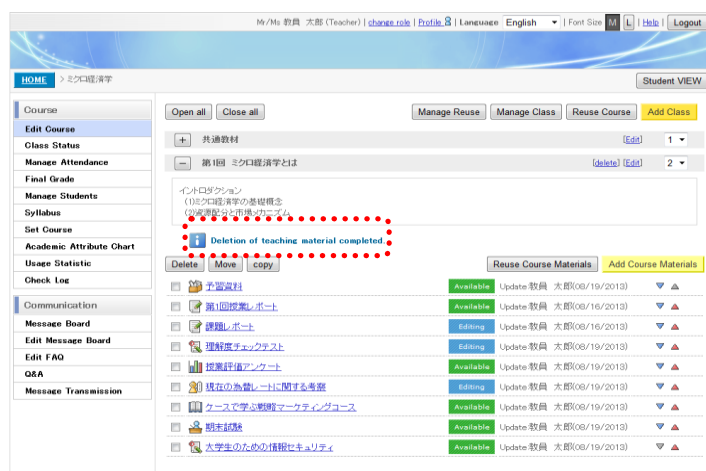 Mr/Ms 教員 太郎 (Teacher) | change role | Profile | Language English | Font Size M L | Help | Logout
HOME > ミクロ経済学
Student VIEW
Course
Edit Course
Class Status
Manage Attendance
Final Grade
Manage Students
Syllabus
Set Course
Academic Attribute Chart
Usage Statistic
Check Log
Communication
Message Board
Edit Message Board
Edit FAQ
Q&A
Message Transmission
Open all Close all Manage Reuse Manage Class Reuse Course Add Class
+ 共通教材 [Edit] 1
− 第1回 ミクロ経済学とは [delete] [Edit] 2
イントロダクション
(1)ミクロ経済学の基礎概念
(2)資源配分と市場メカニズム
Deletion of teaching material completed.
Delete Move copy Reuse Course Materials Add Course Materials
予習資料 Available Update:教員 太郎(08/19/2013)
第1回授業レポート Available Update:教員 太郎(08/16/2013)
課題レポート Editing Update:教員 太郎(08/16/2013)
理解度チェックテスト Editing Update:教員 太郎(08/19/2013)
授業評価アンケート Available Update:教員 太郎(08/19/2013)
現在の為替レートに関する考察 Editing Update:教員 太郎(08/19/2013)
ケースで学ぶ戦略マーケティングコース Available Update:教員 太郎(08/19/2013)
期末試験 Available Update:教員 太郎(08/19/2013)
大学生のための情報セキュリティ Available Update:教員 太郎(08/19/2013)